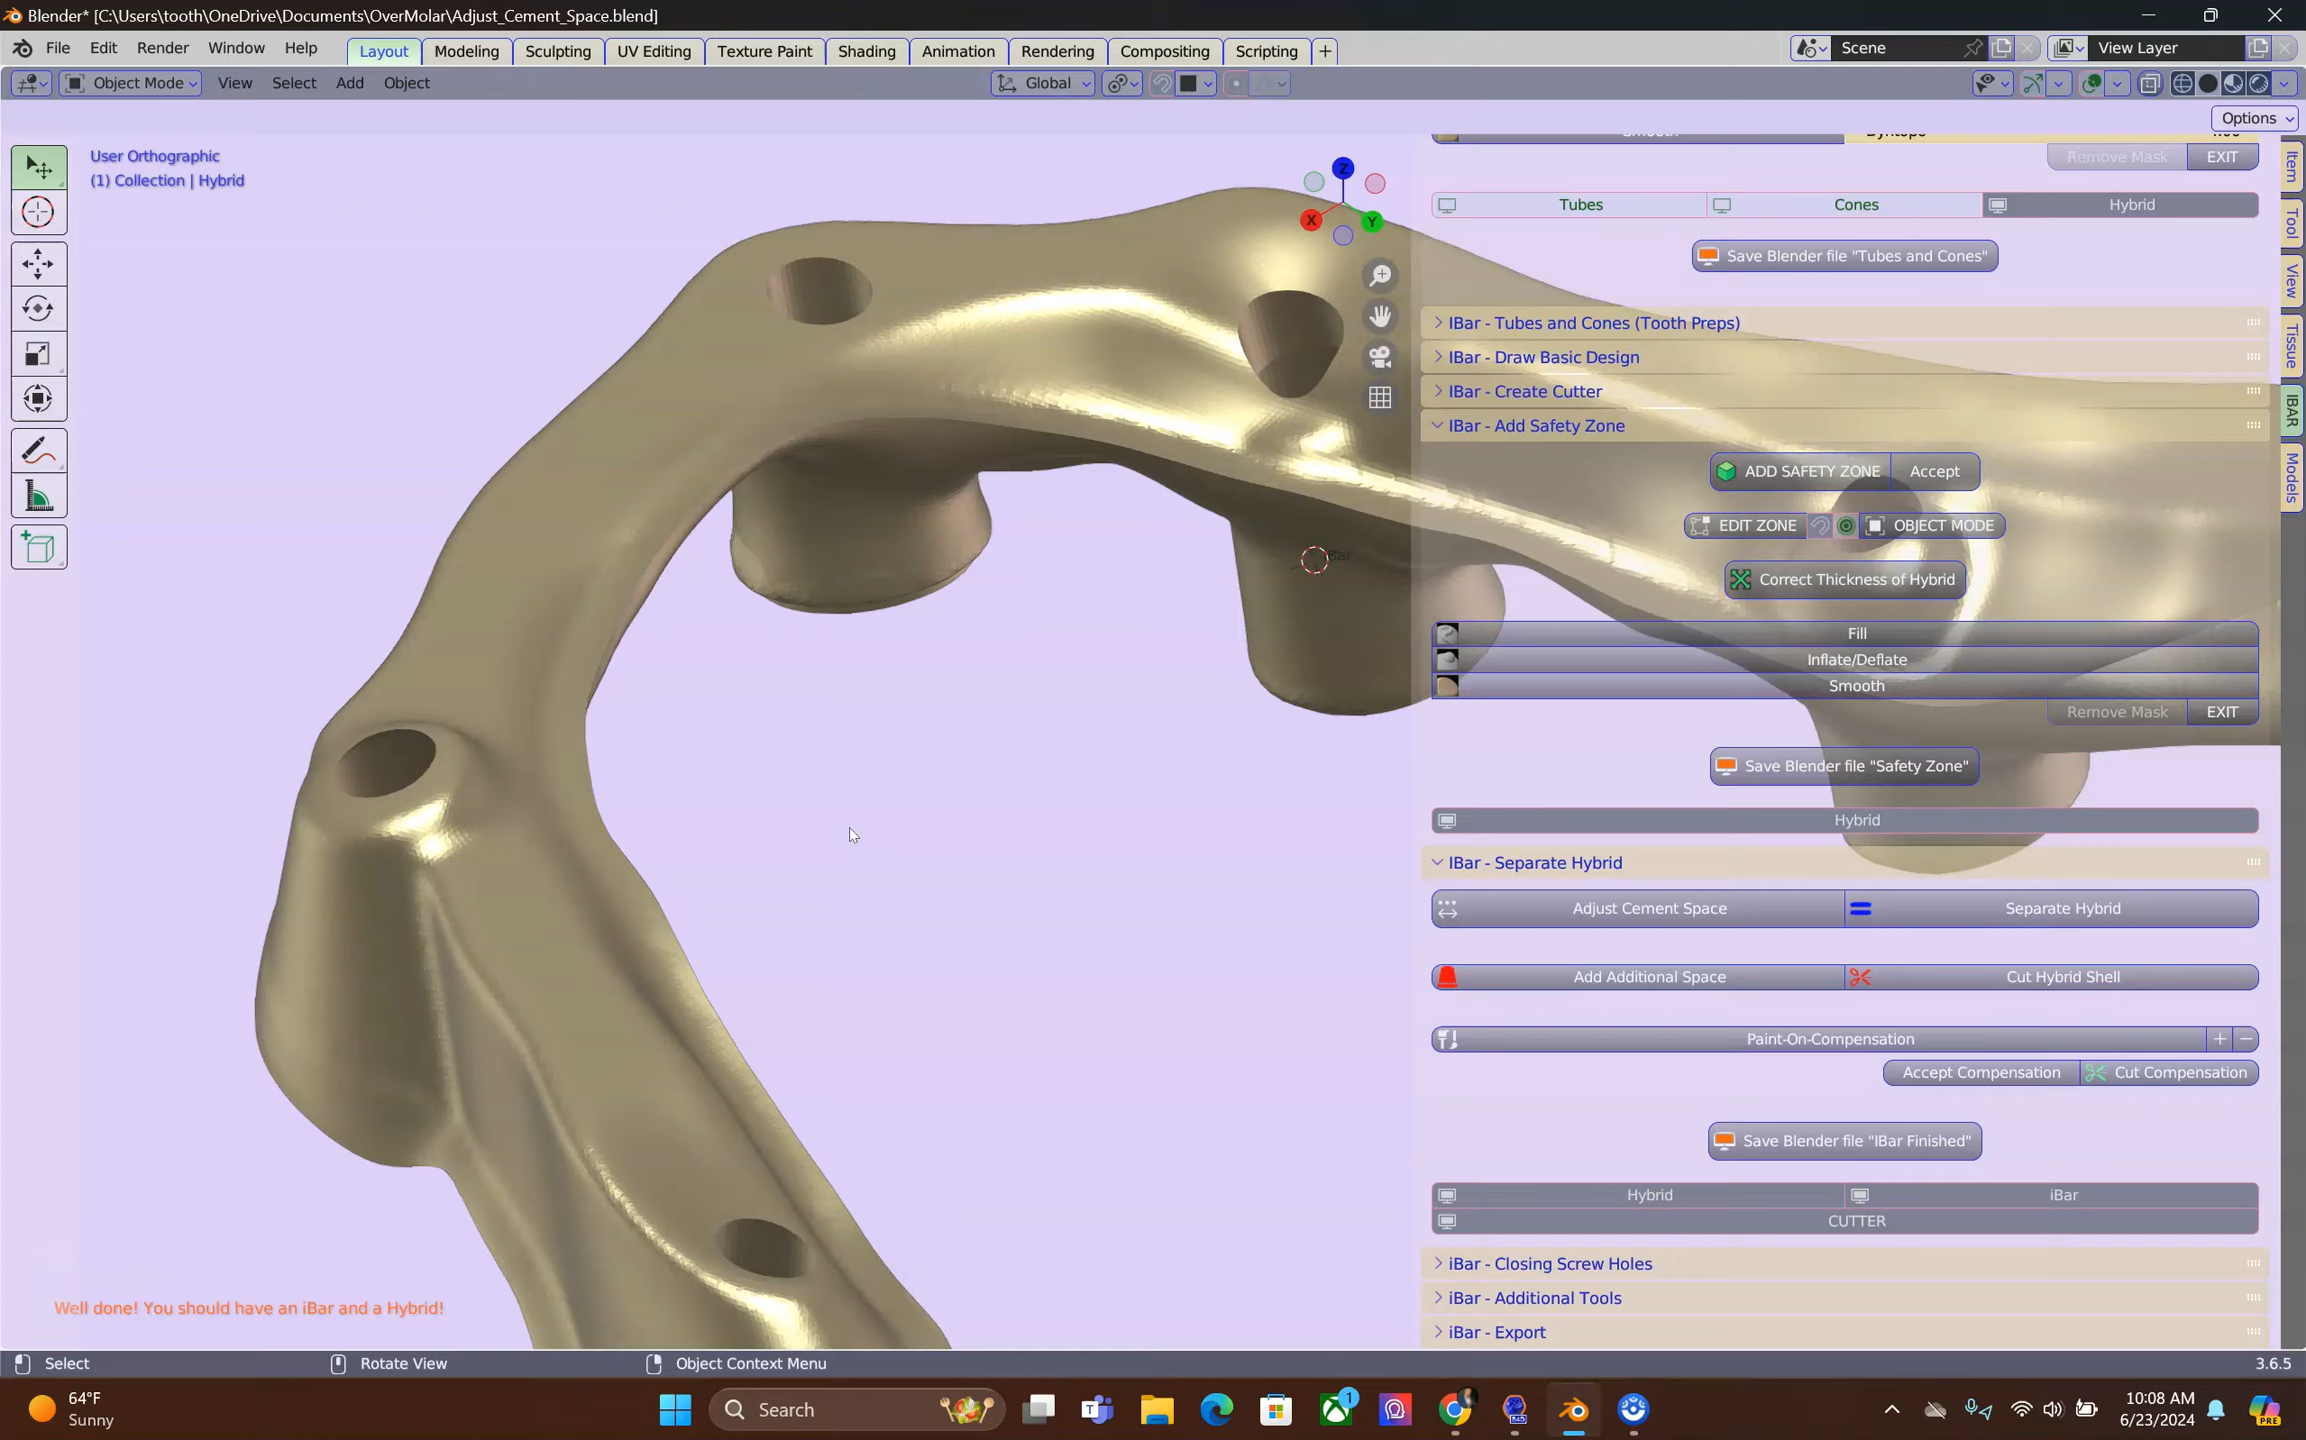 Blender* [C:\Users\tooth\OneDrive\Documents\OverMolar\Adjust_Cement_Space.blend]
File Edit Render Window Help Layout Modeling Sculpting UV Editing Texture Paint Shading Animation Rendering Compositing Scripting + Scene View Layer
Object Mode View Select Add Object Global
Options
User Orthographic
(1) Collection | Hybrid
Z
X
Y
Smooth Dyntopo
Remove Mask EXIT
Tubes Cones Hybrid
Save Blender file "Tubes and Cones"
IBar - Tubes and Cones (Tooth Preps)
IBar - Draw Basic Design
IBar - Create Cutter
IBar - Add Safety Zone
ADD SAFETY ZONE Accept
EDIT ZONE OBJECT MODE
Correct Thickness of Hybrid
Fill
Inflate/Deflate
Smooth
Remove Mask EXIT
Save Blender file "Safety Zone"
Hybrid
IBar - Separate Hybrid
Adjust Cement Space Separate Hybrid
Add Additional Space Cut Hybrid Shell
Paint-On-Compensation + −
Accept Compensation Cut Compensation
Save Blender file "IBar Finished"
Hybrid iBar
CUTTER
iBar - Closing Screw Holes
iBar - Additional Tools
iBar - Export
Item
Tool
View
Tissue
IBAR
Models
Well done! You should have an iBar and a Hybrid!
Select Rotate View Object Context Menu 3.6.5
64°F
Sunny
Search
1
10:08 AM
6/23/2024
PRE